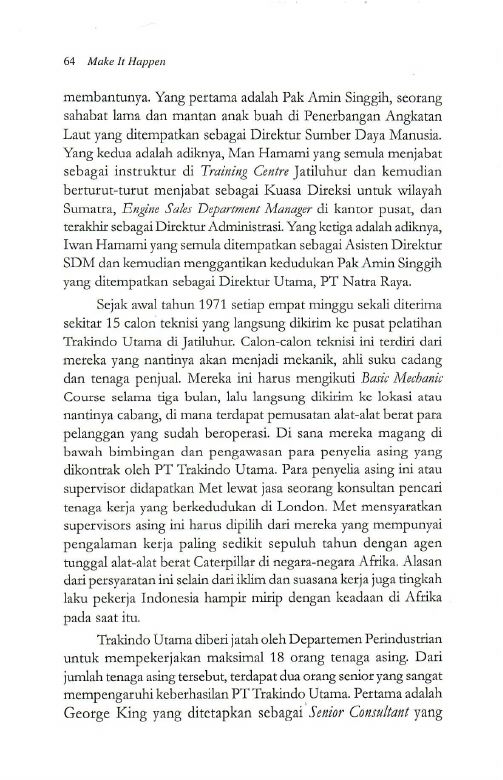 64 Make It Happen
membantunya. Yang pertama adalah Pak Amin Singgih, seorang
sahabat lama dan mantan anak buah di Penerbangan Angkatan
Laut yang ditempatkan sebagai Direktur Sumber Daya Manusia.
Yang kedua adalah adiknya, Man Hamami yang semula menjabat
sebagai instruktur di Training Centre Jatiluhur dan kemudian
berturut-turut menjabat sebagai Kuasa Direksi untuk wilayah
Sumatra, Engine Sales Department Manager di kantor pusat, dan
terakhir sebagai Direktur Administrasi. Yang ketiga adalah adiknya,
Iwan Hamami yang semula ditempatkan sebagai Asisten Direktur
SDM dan kemudian menggantikan kedudukan Pak Amin Singgih
yang ditempatkan sebagai Direktur Utama, PT Natra Raya.
Sejak awal tahun 1971 setiap empat minggu sekali diterima
sekitar 15 calon teknisi yang langsung dikirim ke pusat pelatihan
Trakindo Utama di Jatiluhur. Calon-calon teknisi ini terdiri dari
mereka yang nantinya akan menjadi mekanik, ahli suku cadang
dan tenaga penjual. Mereka ini harus mengikuti Basic Mechanic
Course selama tiga bulan, lalu langsung dikirim ke lokasi atau
nantinya cabang, di mana terdapat pemusatan alat-alat berat para
pelanggan yang sudah beroperasi. Di sana mereka magang di
bawah bimbingan dan pengawasan para penyelia asing yang
dikontrak oleh PT Trakindo Utama. Para penyelia asing ini atau
supervisor didapatkan Met lewat jasa seorang konsultan pencari
tenaga kerja yang berkedudukan di London. Met mensyaratkan
supervisors asing ini harus dipilih dari mereka yang mempunyai
pengalaman kerja paling sedikit sepuluh tahun dengan agen
tunggal alat-alat berat Caterpillar di negara-negara Afrika. Alasan
dari persyaratan ini selain dari iklim dan suasana kerja juga tingkah
laku pekerja Indonesia hampir mirip dengan keadaan di Afrika
pada saat itu.
Trakindo Utama diberi jatah oleh Departemen Perindustrian
untuk mempekerjakan maksimal 18 orang tenaga asing. Dari
jumlah tenaga asing tersebut, terdapat dua orang senior yang sangat
mempengaruhi keberhasilan PT Trakindo Utama. Pertama adalah
George King yang ditetapkan sebagai Senior Consultant yang